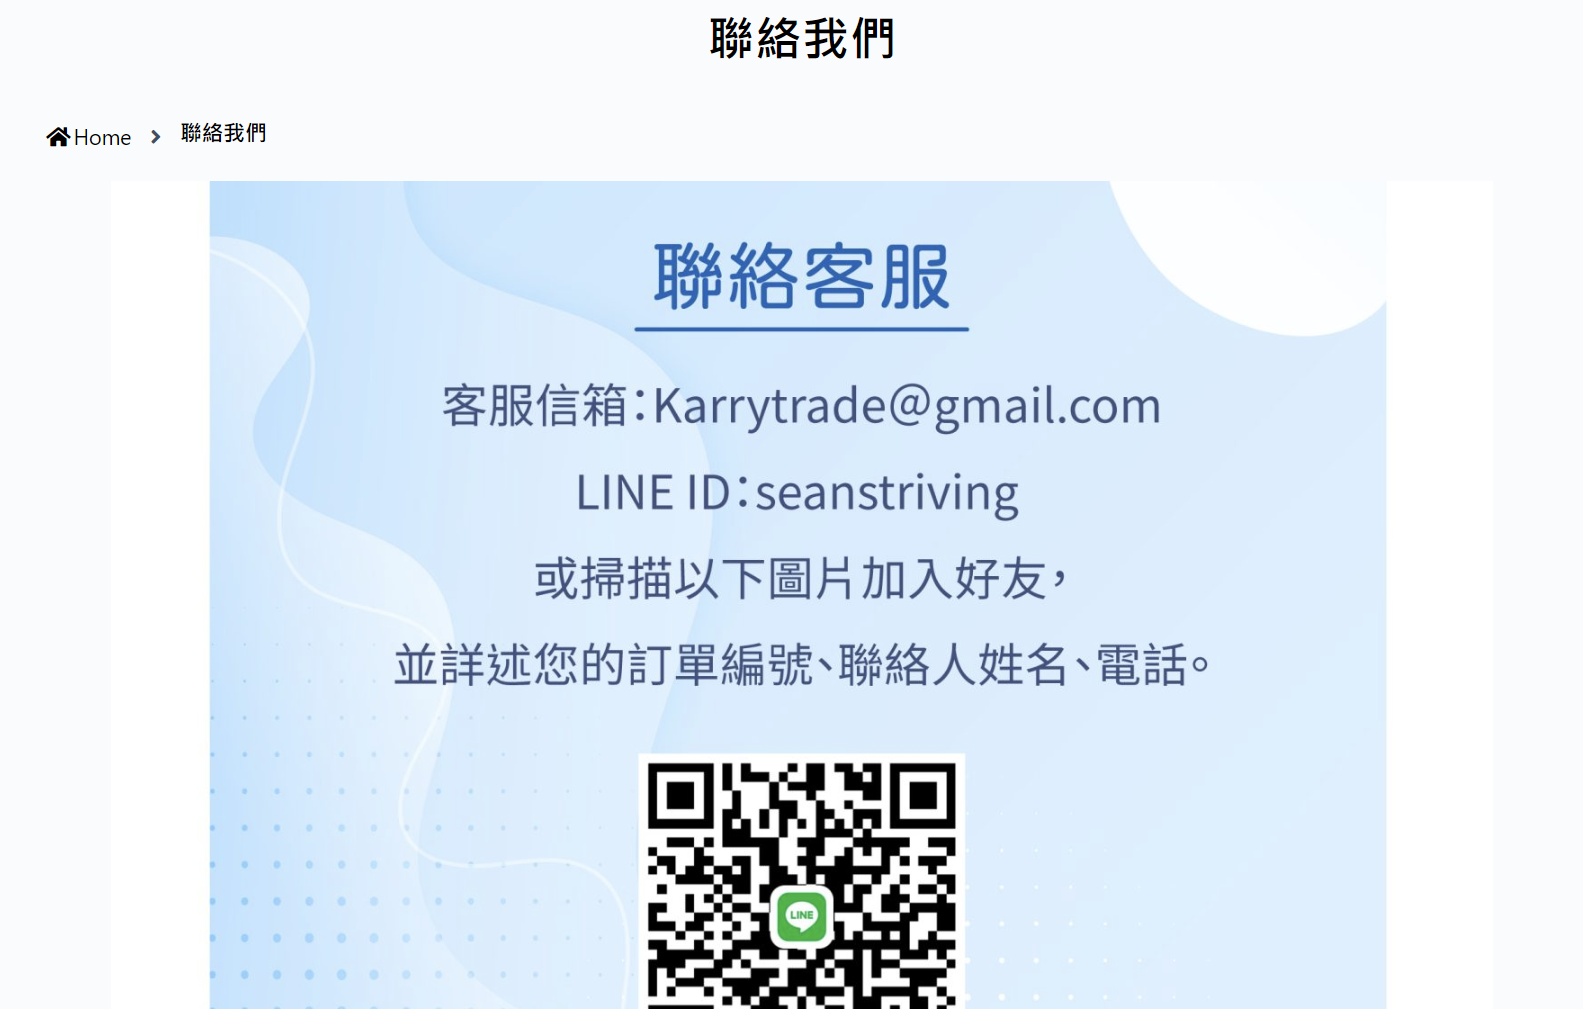 聯絡我們
Home > 聯絡我們
聯絡客服
客服信箱：Karrytrade@gmail.com
LINE ID：seanstriving
或掃描以下圖片加入好友，
並詳述您的訂單編號、聯絡人姓名、電話。
LINE